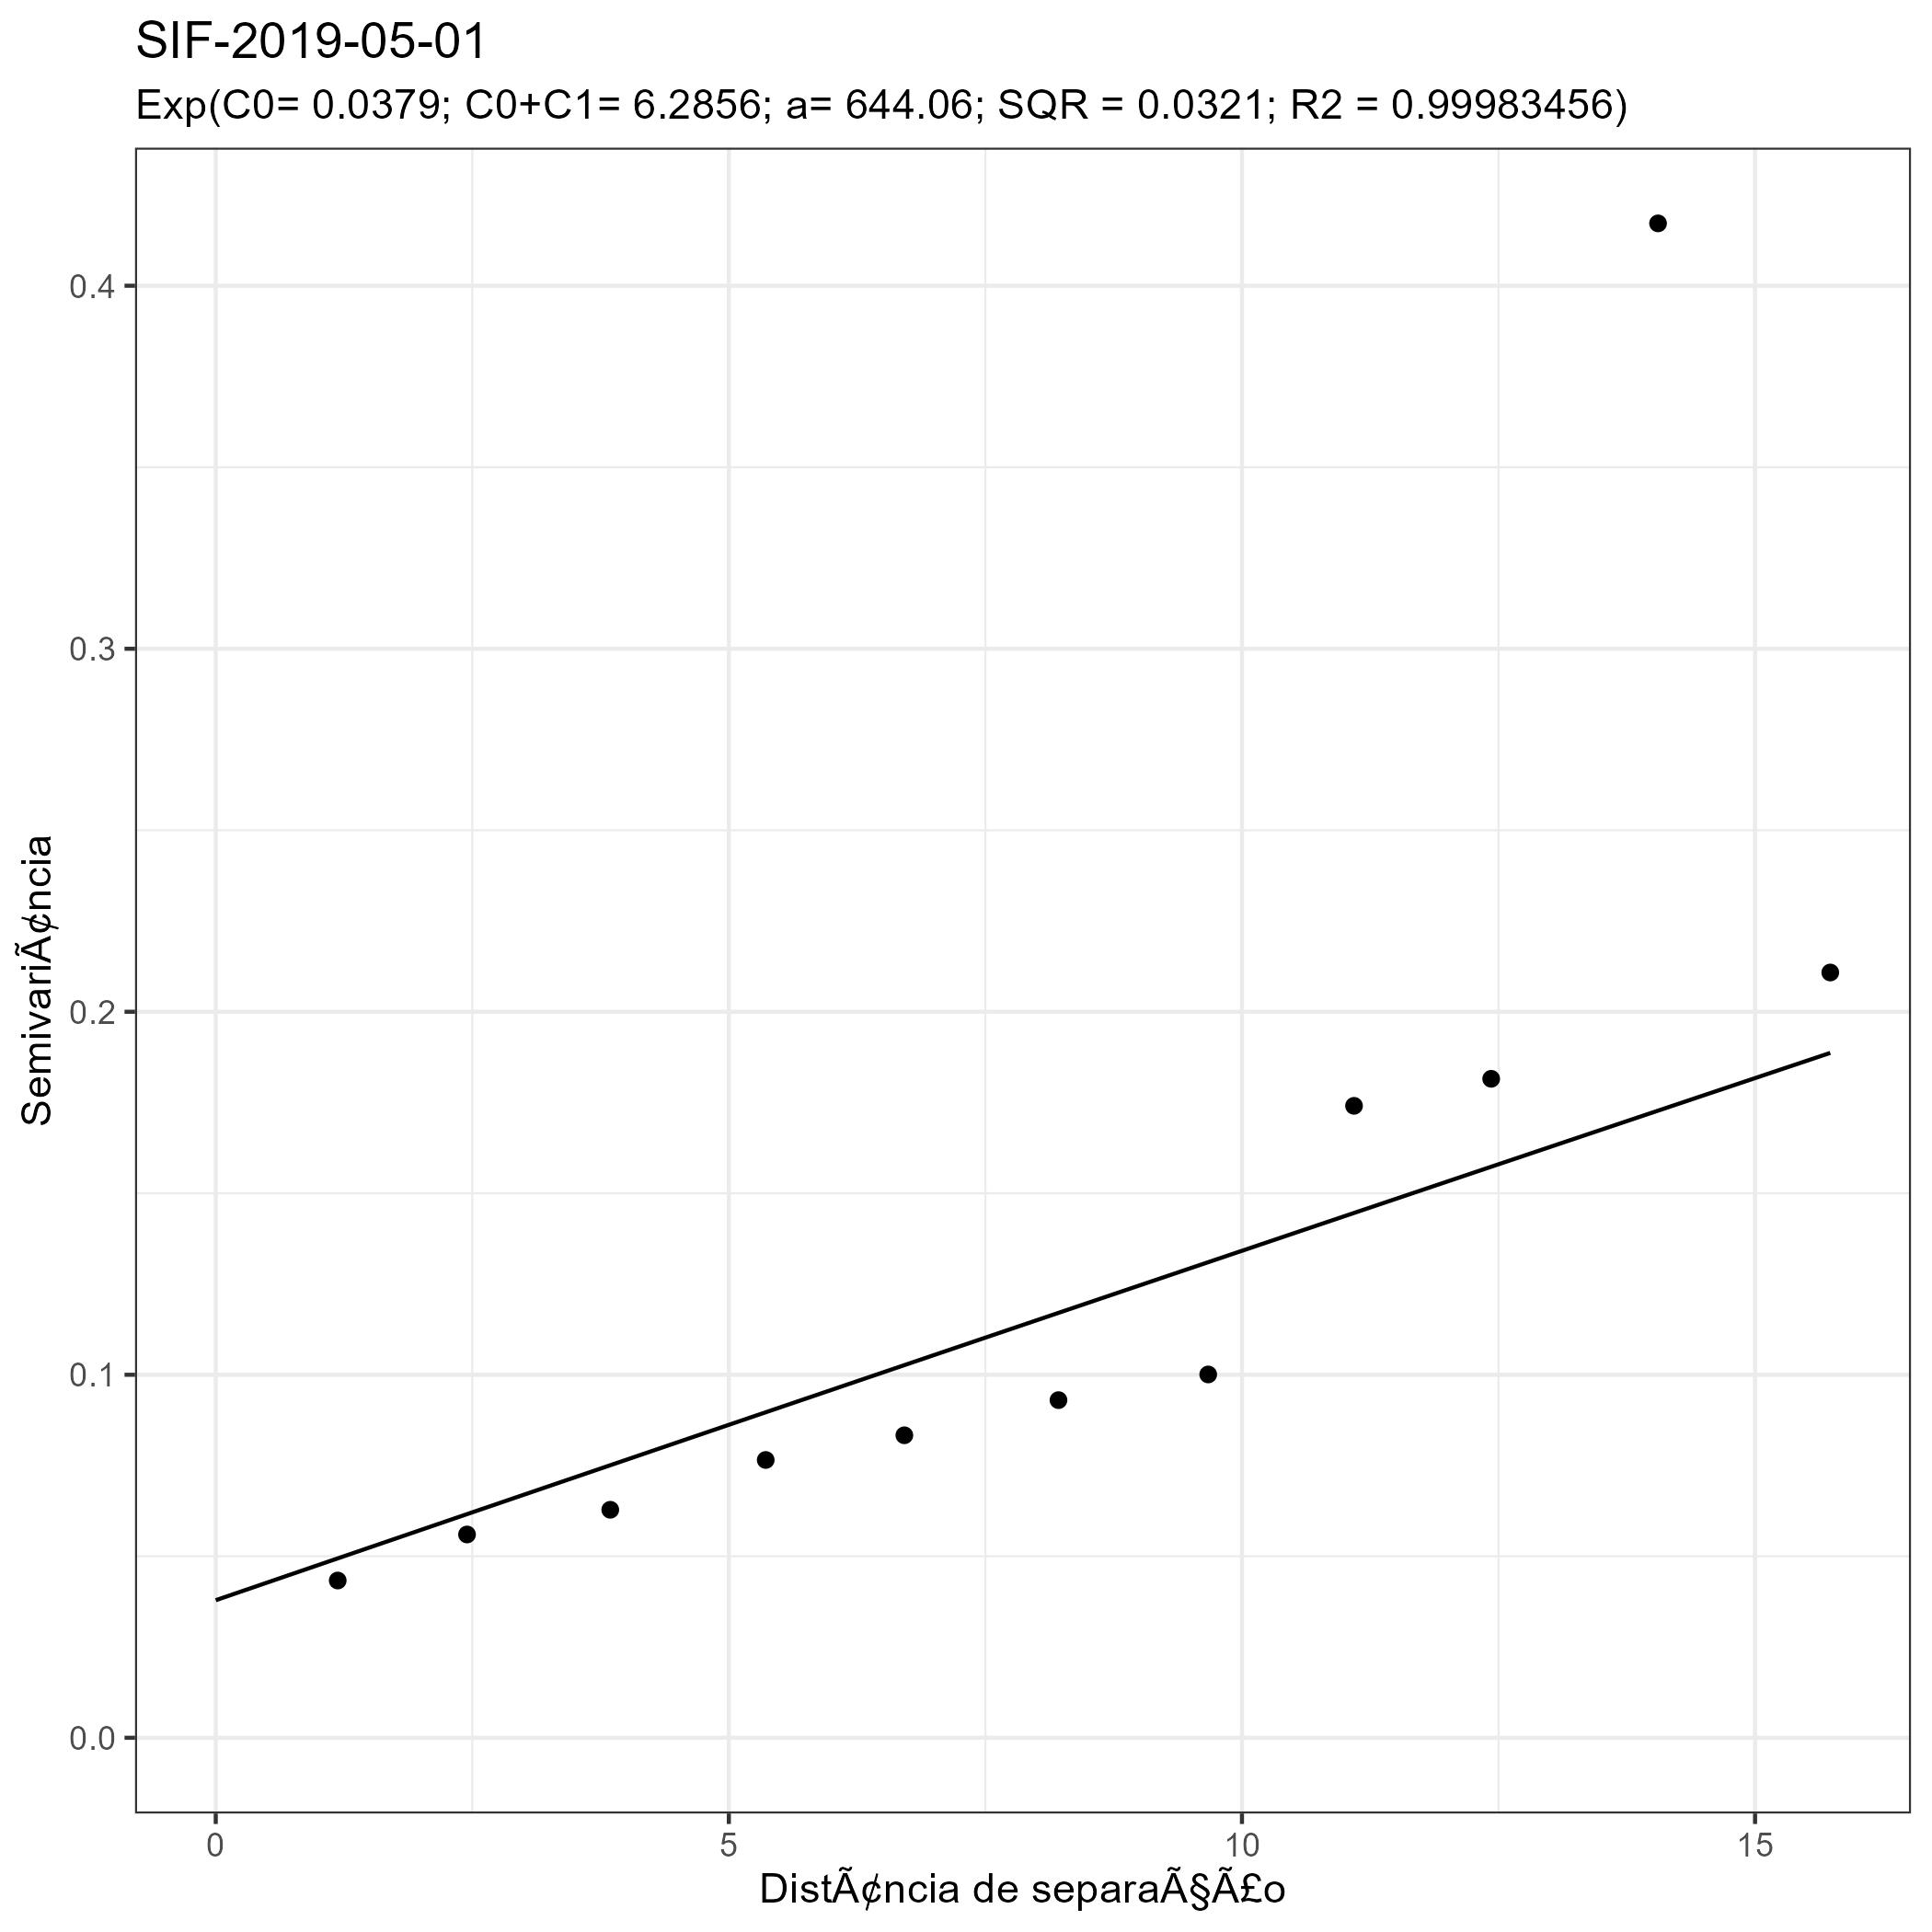 SIF-2019-05-01
Exp(C0= 0.0379; C0+C1= 6.2856; a= 644.06; SQR = 0.0321; R2 = 0.99983456)
SemivariÃ¢ncia
0.4
0.3
0.2
0.1
0.0
0 5 10 15
DistÃ¢ncia de separaÃ§Ã£o